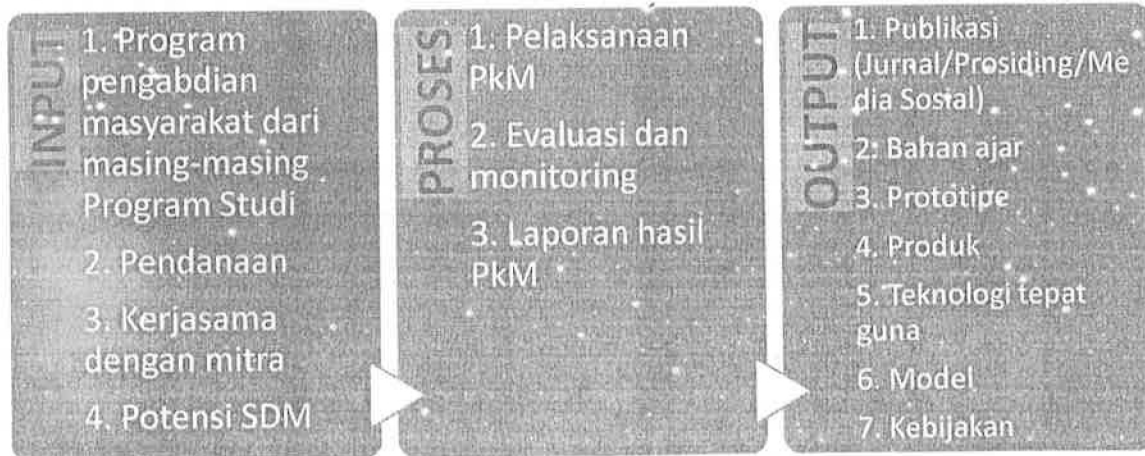 INPUT
1. Program
pengabdian
masyarakat dari
masing-masing
Program Studi
2. Pendanaan
3. Kerjasama
dengan mitra
4. Potensi SDM
PROSES
1. Pelaksanaan
PkM
2. Evaluasi dan
monitoring
3. Laporan hasil
PkM
OUTPUT
1. Publikasi
(Jurnal/Prosiding/Me
dia Sosial)
2. Bahan ajar
3. Prototipe
4. Produk
5. Teknologi tepat
guna
6. Model
7. Kebijakan